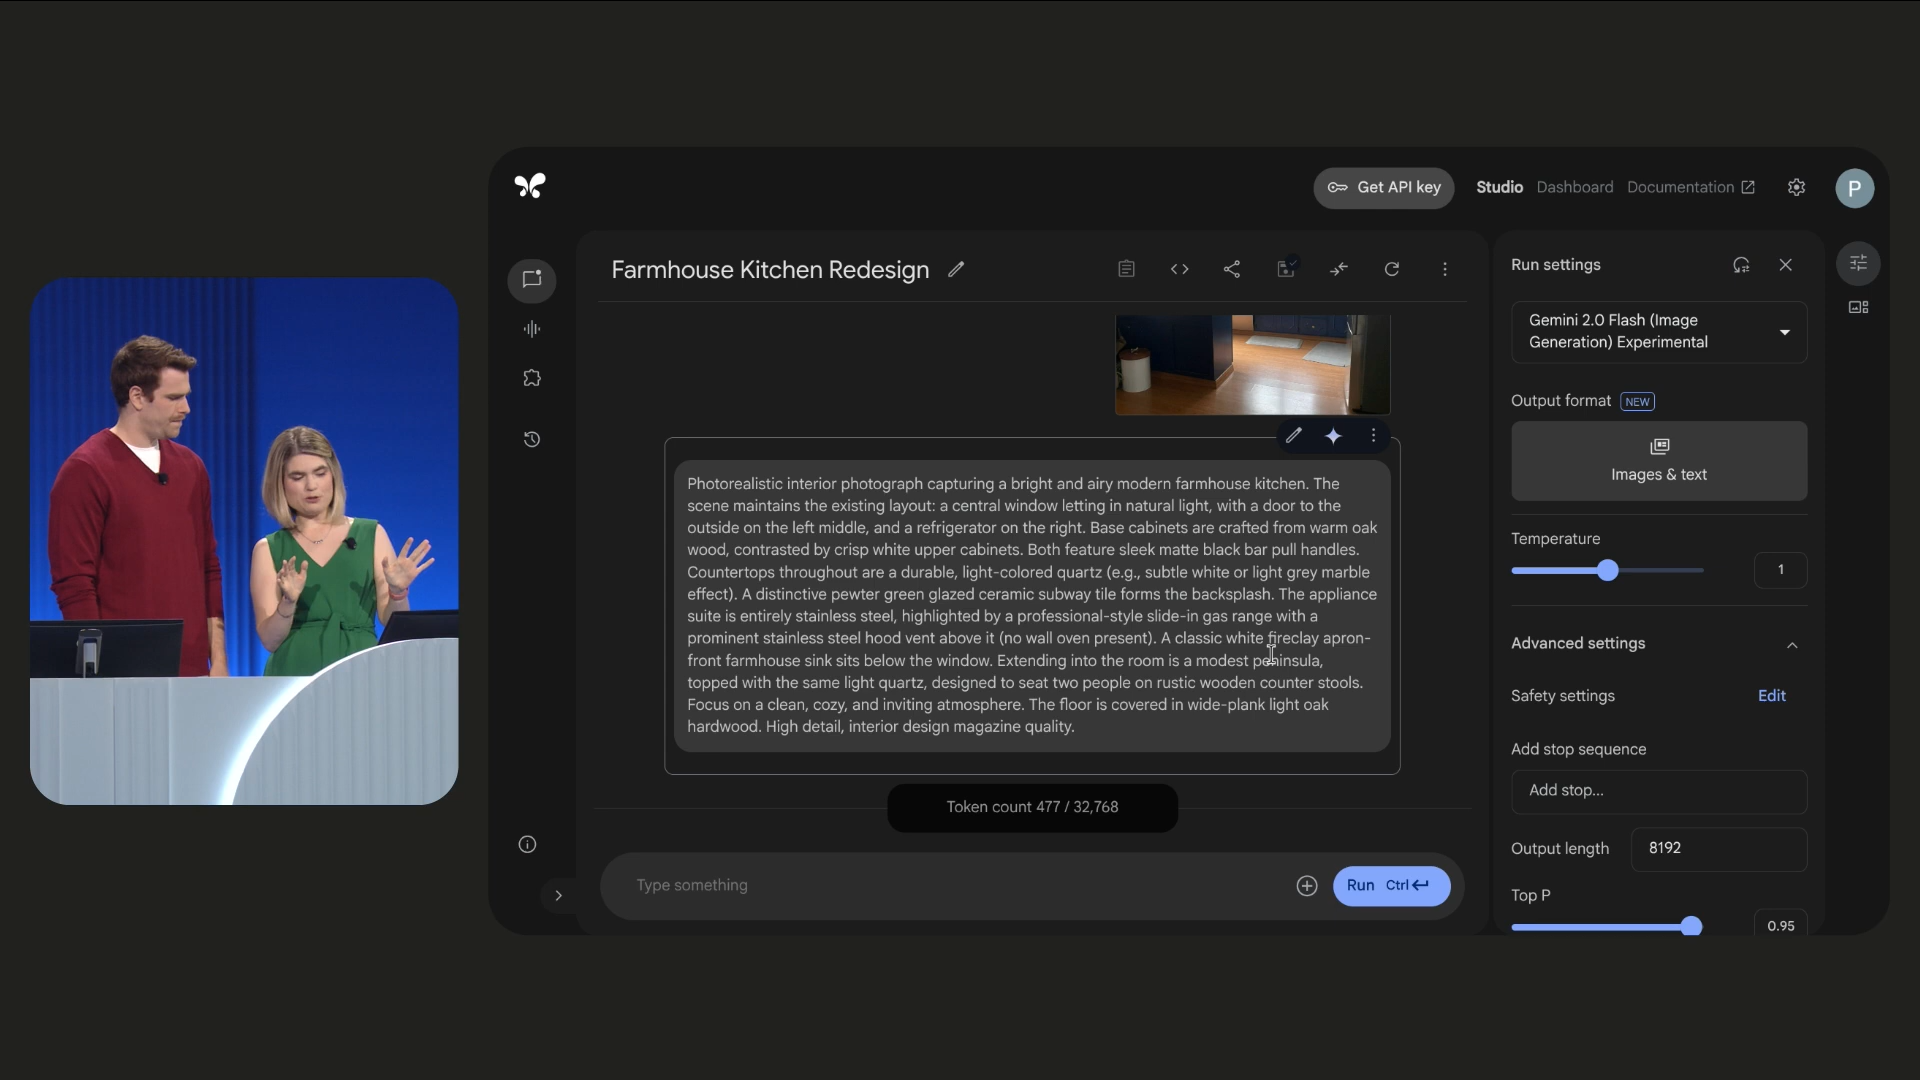 Get API key
Studio
Dashboard
Documentation
P
Farmhouse Kitchen Redesign
Photorealistic interior photograph capturing a bright and airy modern farmhouse kitchen. The
scene maintains the existing layout: a central window letting in natural light, with a door to the
outside on the left middle, and a refrigerator on the right. Base cabinets are crafted from warm oak
wood, contrasted by crisp white upper cabinets. Both feature sleek matte black bar pull handles.
Countertops throughout are a durable, light-colored quartz (e.g., subtle white or light grey marble
effect). A distinctive pewter green glazed ceramic subway tile forms the backsplash. The appliance
suite is entirely stainless steel, highlighted by a professional-style slide-in gas range with a
prominent stainless steel hood vent above it (no wall oven present). A classic white fireclay apron-
front farmhouse sink sits below the window. Extending into the room is a modest peninsula,
topped with the same light quartz, designed to seat two people on rustic wooden counter stools.
Focus on a clean, cozy, and inviting atmosphere. The floor is covered in wide-plank light oak
hardwood. High detail, interior design magazine quality.
Token count 477 / 32,768
Type something
Run Ctrl
Run settings
Gemini 2.0 Flash (Image
Generation) Experimental
Output format NEW
Images & text
Temperature
1
Advanced settings
Safety settings Edit
Add stop sequence
Add stop...
Output length 8192
Top P
0.95